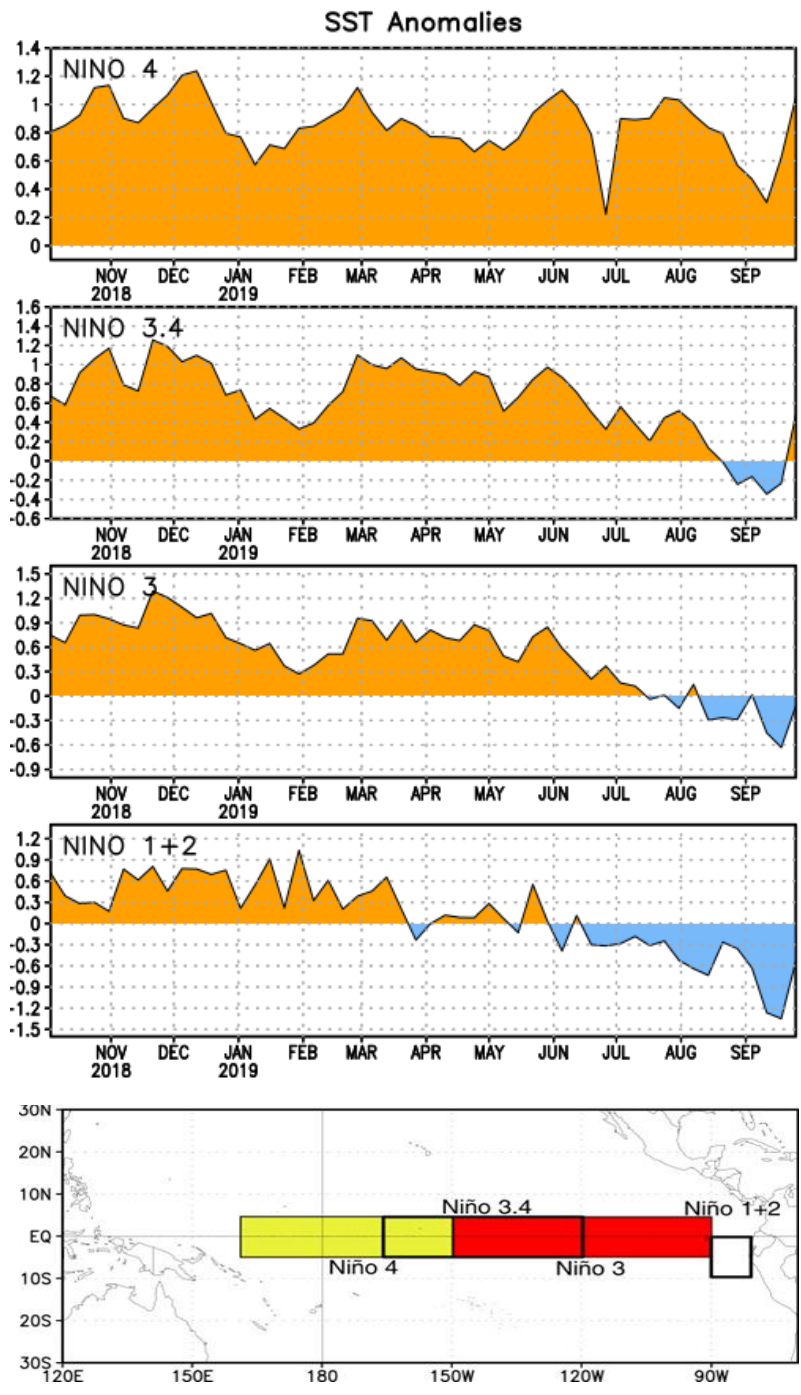 SST Anomalies
NINO 4
1.4
1.2
1
0.8
0.6
0.4
0.2
0
NOV DEC JAN FEB MAR APR MAY JUN JUL AUG SEP
2018 2019
NINO 3.4
1.6
1.4
1.2
1
0.8
0.6
0.4
0.2
0
-0.2
-0.4
-0.6
NOV DEC JAN FEB MAR APR MAY JUN JUL AUG SEP
2018 2019
NINO 3
1.5
1.2
0.9
0.6
0.3
0
-0.3
-0.6
-0.9
NOV DEC JAN FEB MAR APR MAY JUN JUL AUG SEP
2018 2019
NINO 1+2
1.2
0.9
0.6
0.3
0
-0.3
-0.6
-0.9
-1.2
-1.5
NOV DEC JAN FEB MAR APR MAY JUN JUL AUG SEP
2018 2019
30N
20N
10N
EQ
10S
20S
30S
Niño 3.4
Niño 1+2
Niño 4
Niño 3
120E 150E 180 150W 120W 90W